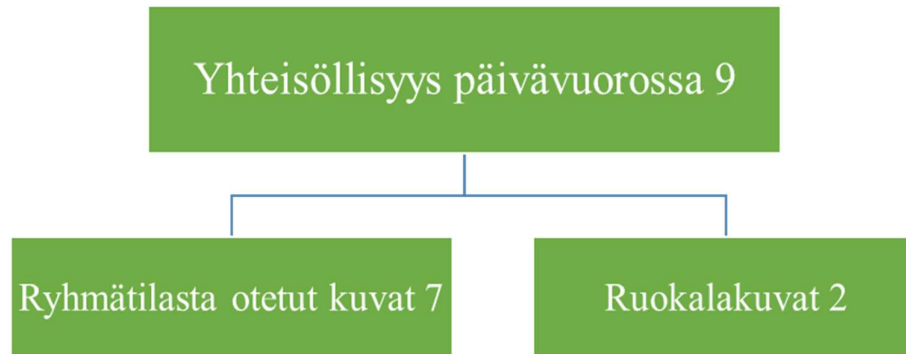 Yhteisöllisyys päivävuorossa 9
Ryhmätilasta otetut kuvat 7
Ruokalakuvat 2